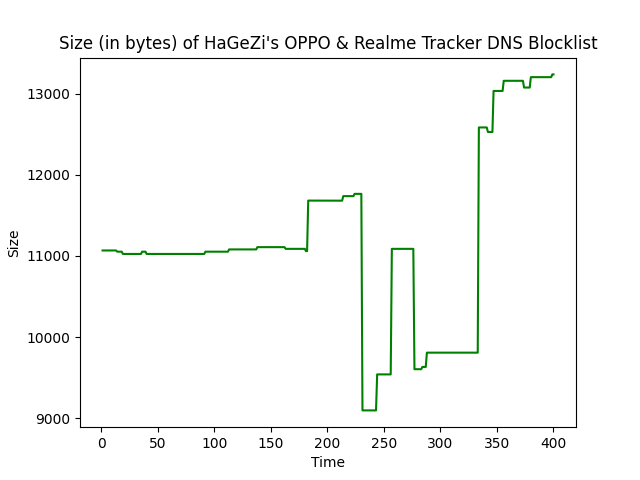 Size (in bytes) of HaGeZi's OPPO & Realme Tracker DNS Blocklist
13000
12000
11000
10000
9000
Size
0 50 100 150 200 250 300 350 400
Time